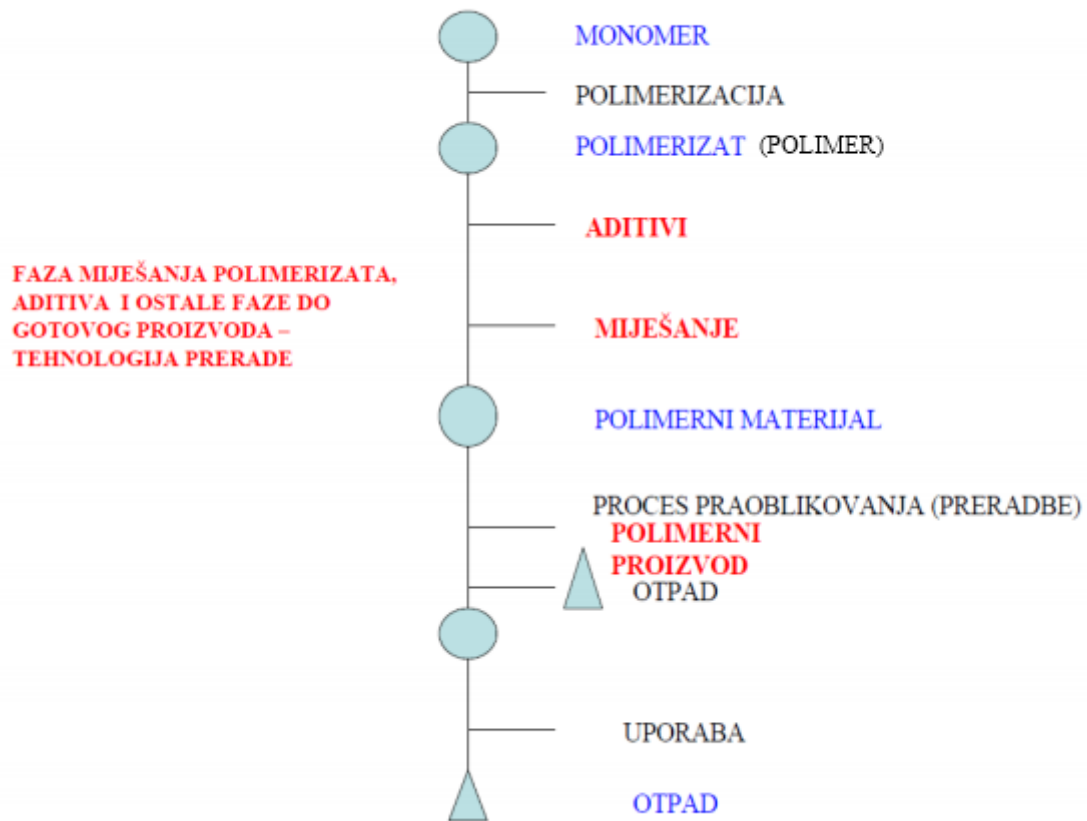 MONOMER
POLIMERIZACIJA
POLIMERIZAT (POLIMER)
ADITIVI
FAZA MIJEŠANJA POLIMERIZATA,
ADITIVA I OSTALE FAZE DO
GOTOVOG PROIZVODA –
TEHNOLOGIJA PRERADE
MIJEŠANJE
POLIMERNI MATERIJAL
PROCES PRAOBLIKOVANJA (PRERADBE)
POLIMERNI
PROIZVOD
OTPAD
UPORABA
OTPAD